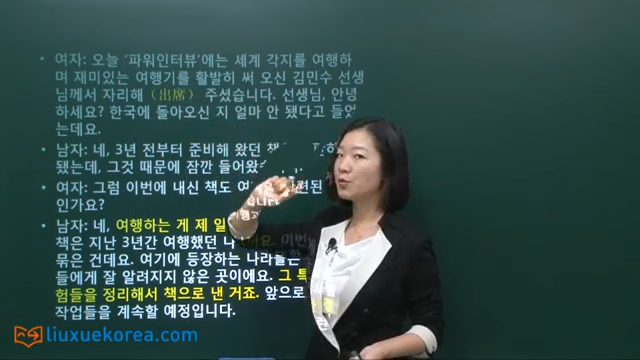 • 여자: 오늘 '파워인터뷰'에는 세계 각지를 여행하
며 재미있는 여행기를 활발히 써 오신 김민수 선생
님께서 자리해(出席) 주셨습니다. 선생님, 안녕
하세요? 한국에 돌아오신 지 얼마 안 됐다고 들었
는데요.
• 남자: 네, 3년 전부터 준비해 왔던
됐는데, 그것 때문에 잠깐
• 여자: 그럼 이번에 내신 책도
인가요?
• 남자: 네, 여행하는 게 제
책은 지난 3년간 여행했던
묶은 건데요. 여기에 등장하는
들에게 잘 알려지지 않은 곳이에요. 그
험들을 정리해서 책으로 낸 거죠. 앞으로
작업들을 계속할 예정입니다.
liuxuekorea.com